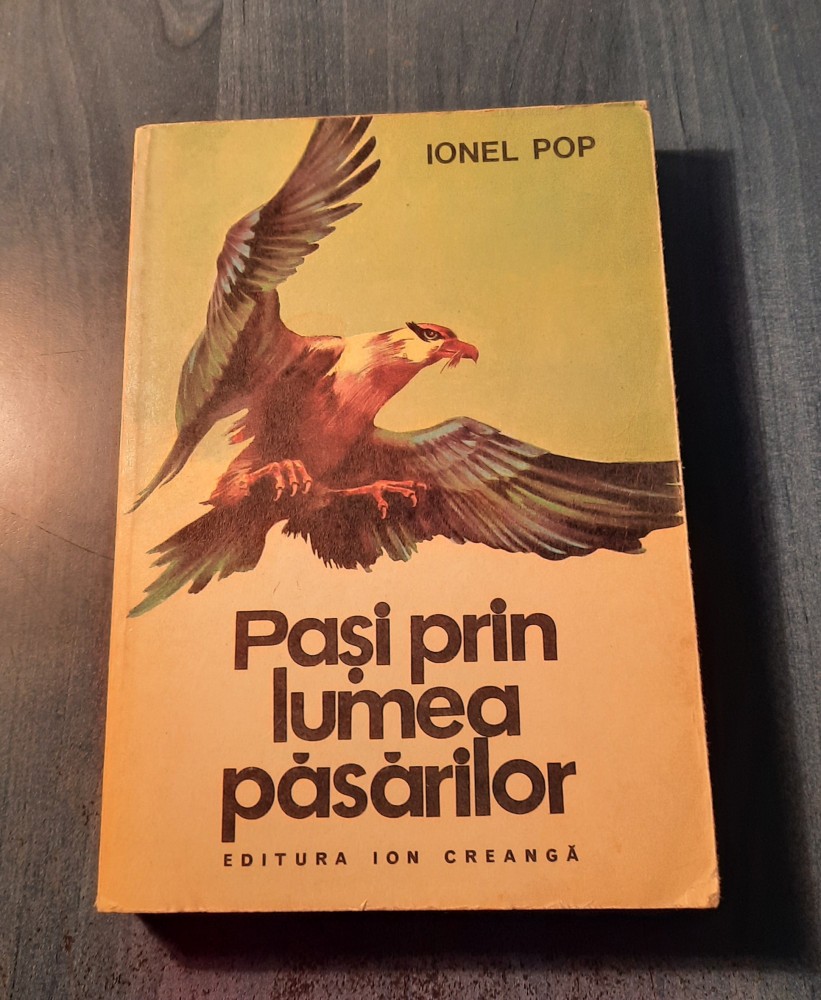 IONEL POP
Pași prin
lumea
păsărilor
EDITURA ION CREANGĂ